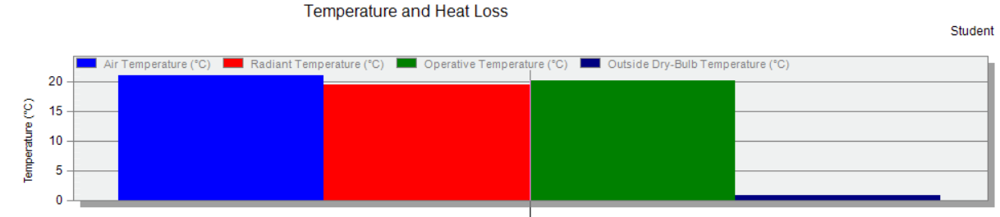 Temperature and Heat Loss
Student
Air Temperature (°C) Radiant Temperature (°C) Operative Temperature (°C) Outside Dry-Bulb Temperature (°C)
Temperature (°C)
20
15
10
5
0